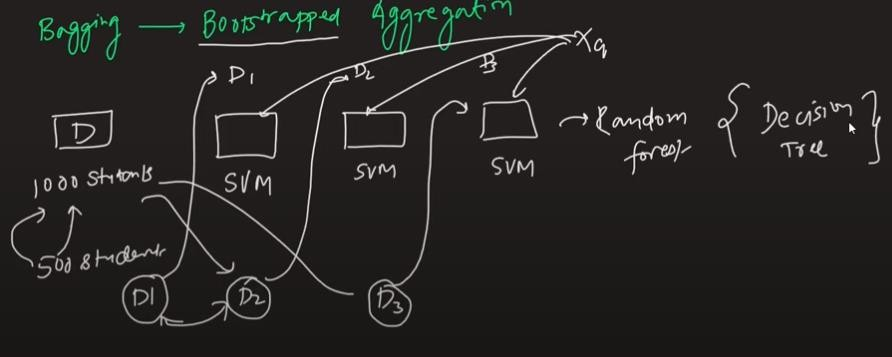 Bagging → Bootstrapped Aggregation
D1 D2 D3 Xq
D
SVM SVM SVM → Random forest { Decision Tree }
1000
500 students
D1 D2 D3